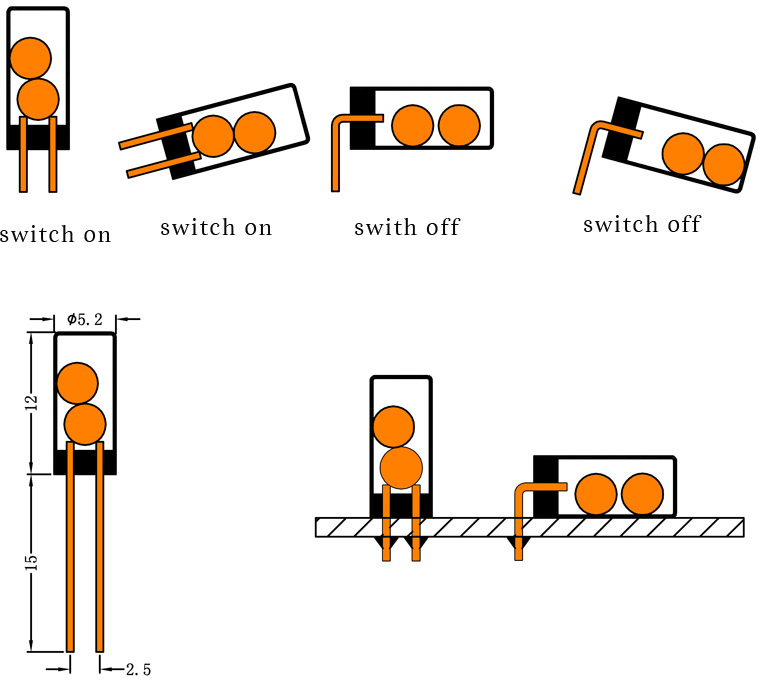 switch on
switch on
swith off
switch off
φ5.2
12
15
2.5